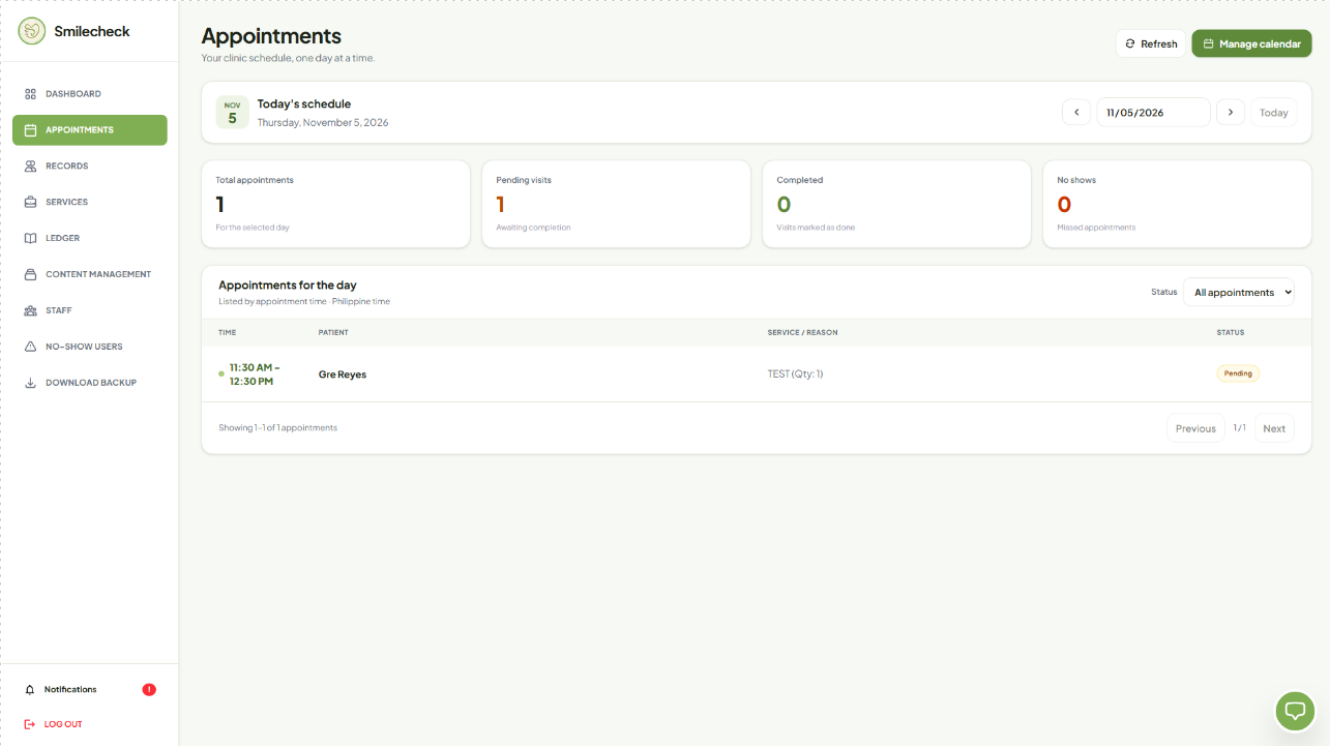 Smilecheck
DASHBOARD
APPOINTMENTS
RECORDS
SERVICES
LEDGER
CONTENT MANAGEMENT
STAFF
NO-SHOW USERS
DOWNLOAD BACKUP
Notifications !
LOG OUT
Appointments
Your clinic schedule, one day at a time.
Refresh
Manage calendar
NOV
5
Today's schedule
Thursday, November 5, 2026
11/05/2026
Today
Total appointments
1
For the selected day
Pending visits
1
Awaiting completion
Completed
0
Visits marked as done
No shows
0
Missed appointments
Appointments for the day
Listed by appointment time · Philippine time
Status All appointments
TIME PATIENT SERVICE / REASON STATUS
11:30 AM –
12:30 PM
Gre Reyes
TEST (Qty: 1)
Pending
Showing 1–1 of 1 appointments
Previous 1/1 Next